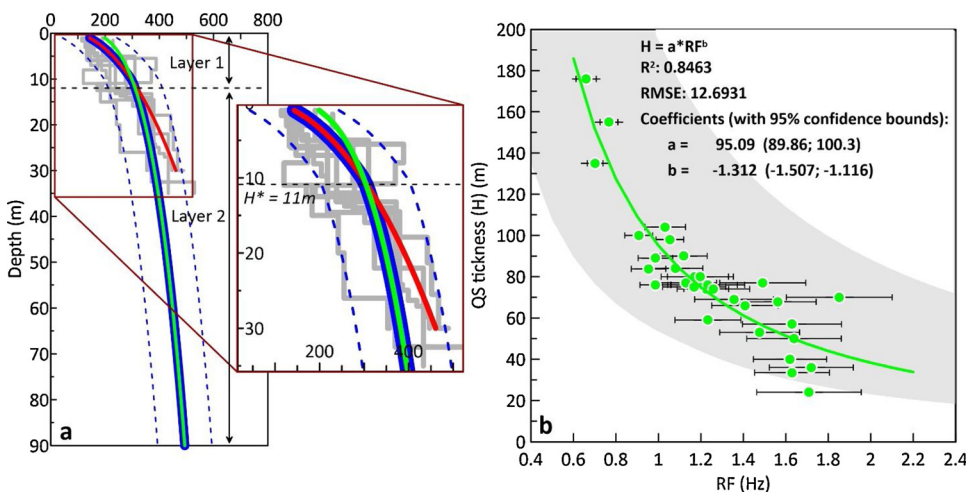 0 200 400 600 800
0
10
20
30
40
50
60
70
80
90
Depth (m)
Layer 1
Layer 2
10
H* = 11m
20
30
200 400
a
200
180
160
140
120
100
80
60
40
20
0
QS tickness (H) (m)
H = a*RFᵇ
R²: 0.8463
RMSE: 12.6931
Coefficients (with 95% confidence bounds):
a = 95.09 (89.86; 100.3)
b = -1.312 (-1.507; -1.116)
b
0.4 0.6 0.8 1 1.2 1.4 1.6 1.8 2 2.2 2.4
RF (Hz)